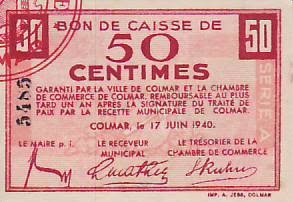 BON DE CAISSE DE
50 50 50
CENTIMES
GARANTI PAR LA VILLE DE COLMAR ET LA CHAMBRE
DE COMMERCE DE COLMAR, REMBOURSABLE AU PLUS
TARD UN AN APRÈS LA SIGNATURE DU TRAITÉ DE
PAIX PAR LA RECETTE MUNICIPALE DE COLMAR.
COLMAR, le 17 JUIN 1940.
LE MAIRE p. i. LE RECEVEUR LE TRÉSORIER DE LA
MUNICIPAL CHAMBRE DE COMMERCE
IMP. A. JESS, COLMAR
SÉRIE A